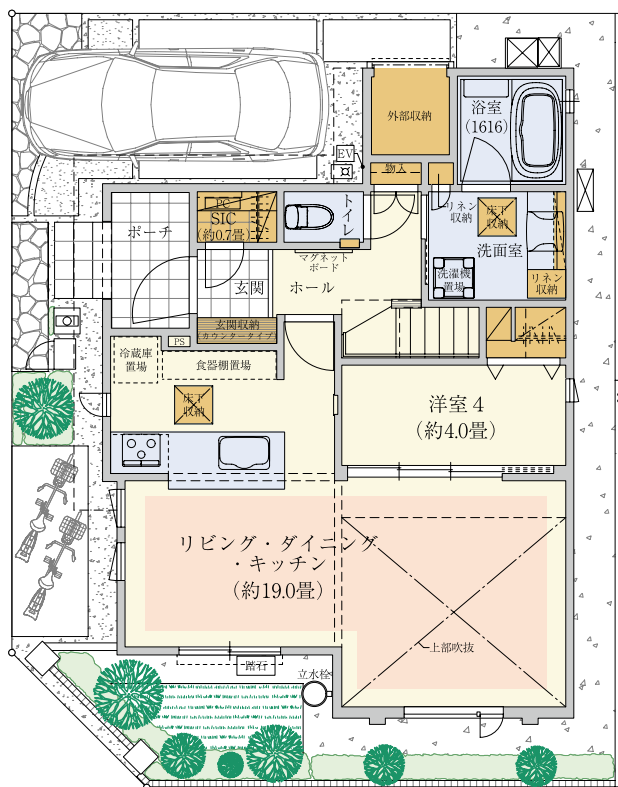 外部収納
浴室
(1616)
EV
物入
PC
SIC
(約0.7畳)
トイレ
リネン
収納
床下
収納
洗面室
ポーチ
マグネット
ボード
玄関
ホール
洗濯機
置場
リネン
収納
玄関収納
(カウンタータイプ)
PS
冷蔵庫
置場
食器棚置場
床下
収納
洋室4
(約4.0畳)
リビング・ダイニング
・キッチン
(約19.0畳)
上部吹抜
踏石
立水栓